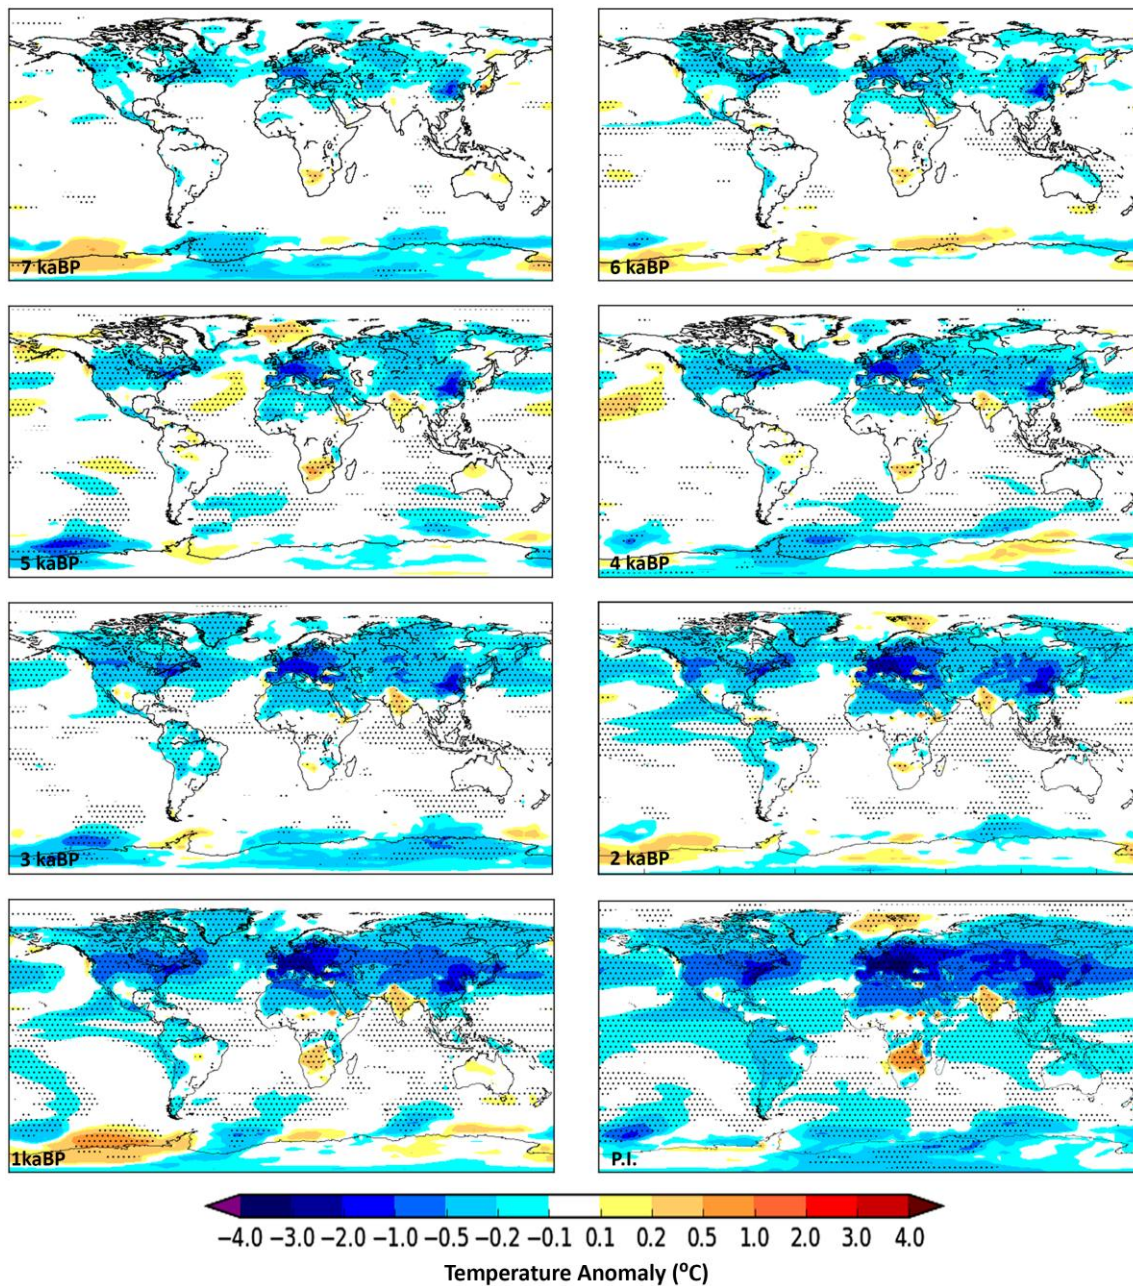 7 kaBP
6 kaBP
5 kaBP
4 kaBP
3 kaBP
2 kaBP
1kaBP
P.I.
−4.0 −3.0 −2.0 −1.0 −0.5 −0.2 −0.1 0.1 0.2 0.5 1.0 2.0 3.0 4.0
Temperature Anomaly (°C)